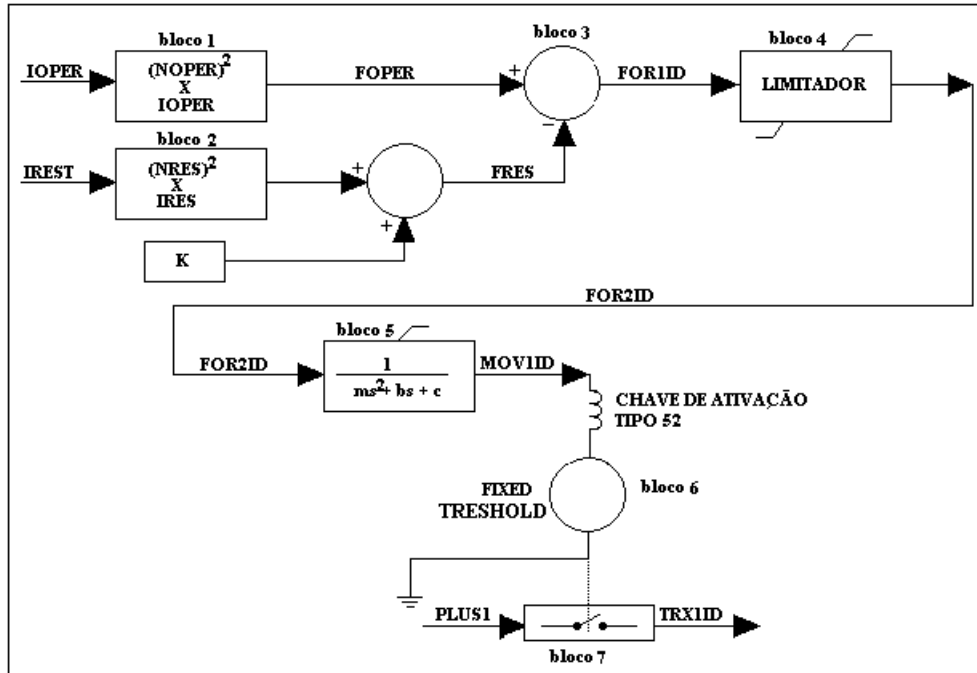 bloco 1
IOPER
(NOPER)²
X
IOPER
FOPER
+
bloco 3
-
FOR1ID
bloco 4
LIMITADOR
bloco 2
IREST
(NRES)²
X
IRES
+
+
FRES
K
FOR2ID
bloco 5
FOR2ID
1
ms²+ bs + c
MOV1ID
CHAVE DE ATIVAÇÃO
TIPO 52
FIXED
TRESHOLD
bloco 6
PLUS1
TRX1ID
bloco 7